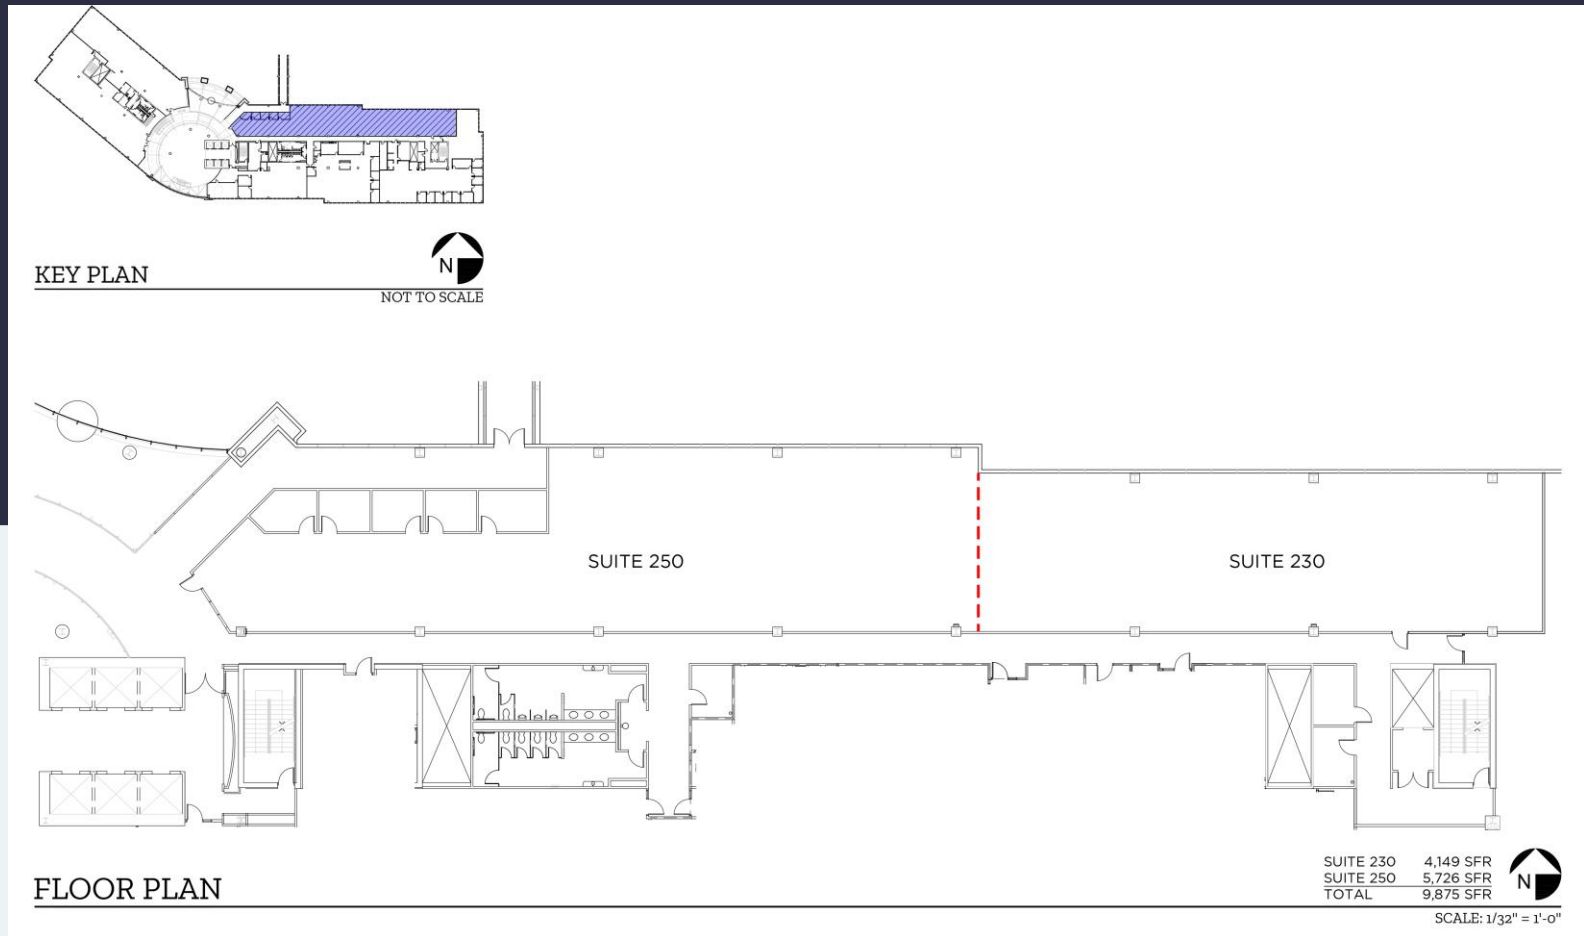 N
KEY PLAN
NOT TO SCALE
SUITE 250
SUITE 230
SUITE 230 4,149 SFR
SUITE 250 5,726 SFR
TOTAL 9,875 SFR
N
FLOOR PLAN
SCALE: 1/32" = 1'-0"